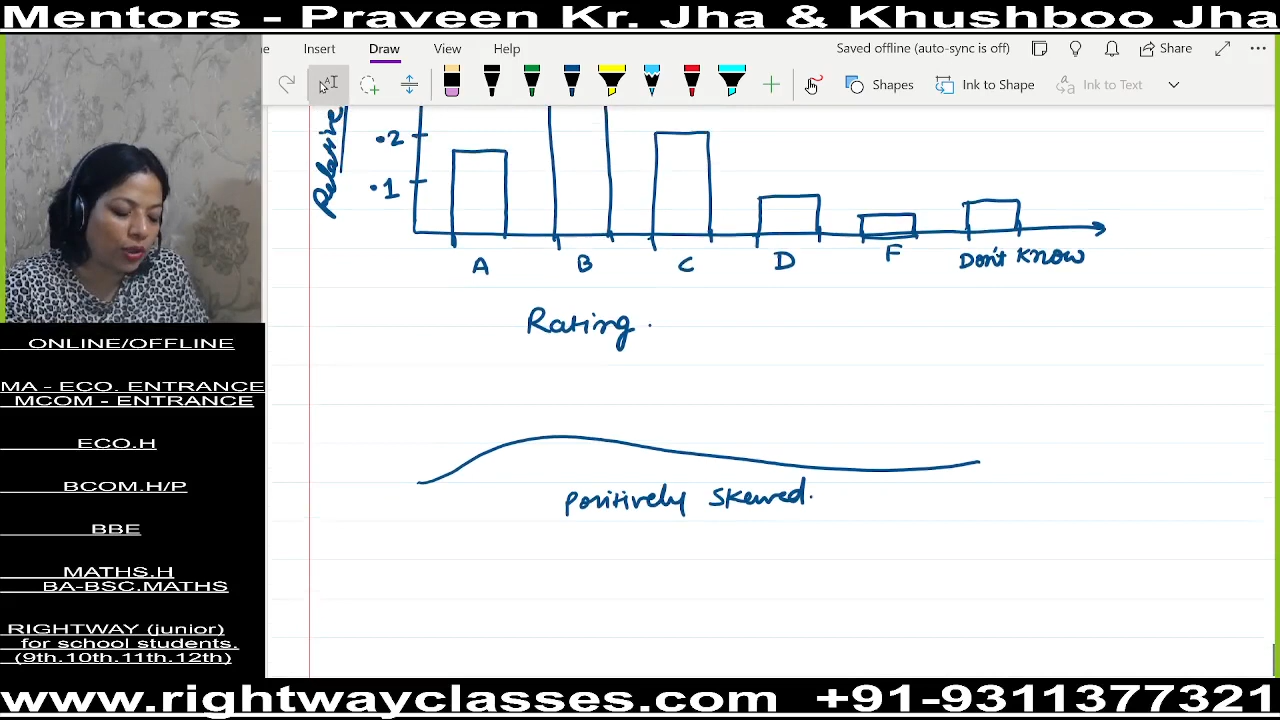 Mentors - Praveen Kr. Jha & Khushboo Jha
Insert Draw View Help
Saved offline (auto-sync is off)
Share
Shapes
Ink to Shape
Ink to Text
Relative
.2
.1
A B C D F Don't Know
Rating.
Positively Skewed.
ONLINE/OFFLINE
MA - ECO. ENTRANCE
MCOM - ENTRANCE
ECO.H
BCOM.H/P
BBE
MATHS.H
BA-BSC.MATHS
RIGHTWAY (junior)
for school students.
(9th.10th.11th.12th)
www.rightwayclasses.com +91-9311377321